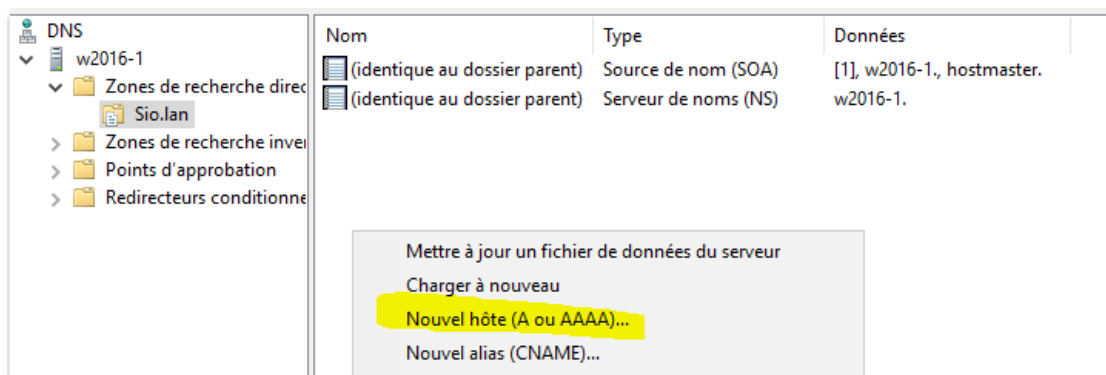 DNS
w2016-1
Zones de recherche direc
Sio.lan
Zones de recherche inver
Points d'approbation
Redirecteurs conditionne
Nom Type Données
(identique au dossier parent) Source de nom (SOA) [1], w2016-1., hostmaster.
(identique au dossier parent) Serveur de noms (NS) w2016-1.
Mettre à jour un fichier de données du serveur
Charger à nouveau
Nouvel hôte (A ou AAAA)...
Nouvel alias (CNAME)...